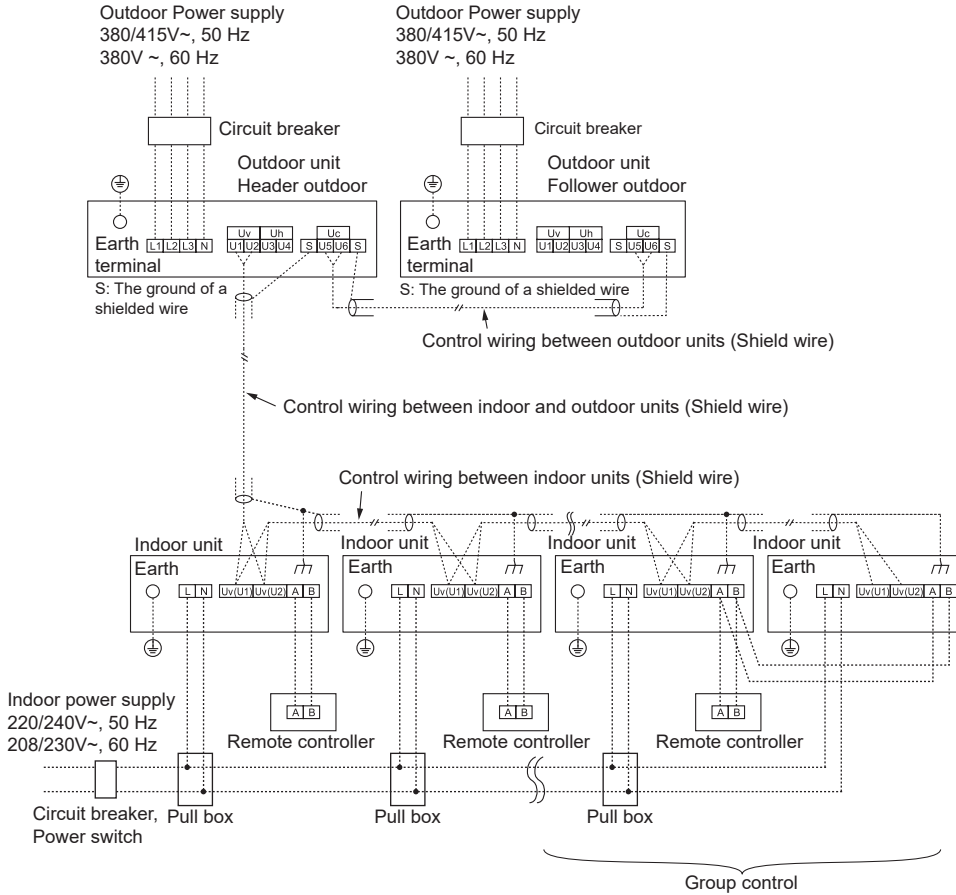 Outdoor Power supply
380/415V~, 50 Hz
380V ~, 60 Hz
Outdoor Power supply
380/415V~, 50 Hz
380V ~, 60 Hz
Circuit breaker
Circuit breaker
Outdoor unit
Header outdoor
Outdoor unit
Follower outdoor
Earth
terminal
L1 L2 L3 N
Uv Uh
U1 U2 U3 U4
Uc
S U5 U6 S
Earth
terminal
L1 L2 L3 N
Uv Uh
U1 U2 U3 U4
Uc
S U5 U6 S
S: The ground of a
shielded wire
S: The ground of a shielded wire
Control wiring between outdoor units (Shield wire)
Control wiring between indoor and outdoor units (Shield wire)
Control wiring between indoor units (Shield wire)
Indoor unit
Indoor unit
Indoor unit
Indoor unit
Earth
L N Uv(U1) Uv(U2) A B
Earth
L N Uv(U1) Uv(U2) A B
Earth
L N Uv(U1) Uv(U2) A B
Earth
L N Uv(U1) Uv(U2) A B
Indoor power supply
220/240V~, 50 Hz
208/230V~, 60 Hz
A B
Remote controller
A B
Remote controller
A B
Remote controller
Circuit breaker,
Power switch
Pull box
Pull box
Pull box
Group control